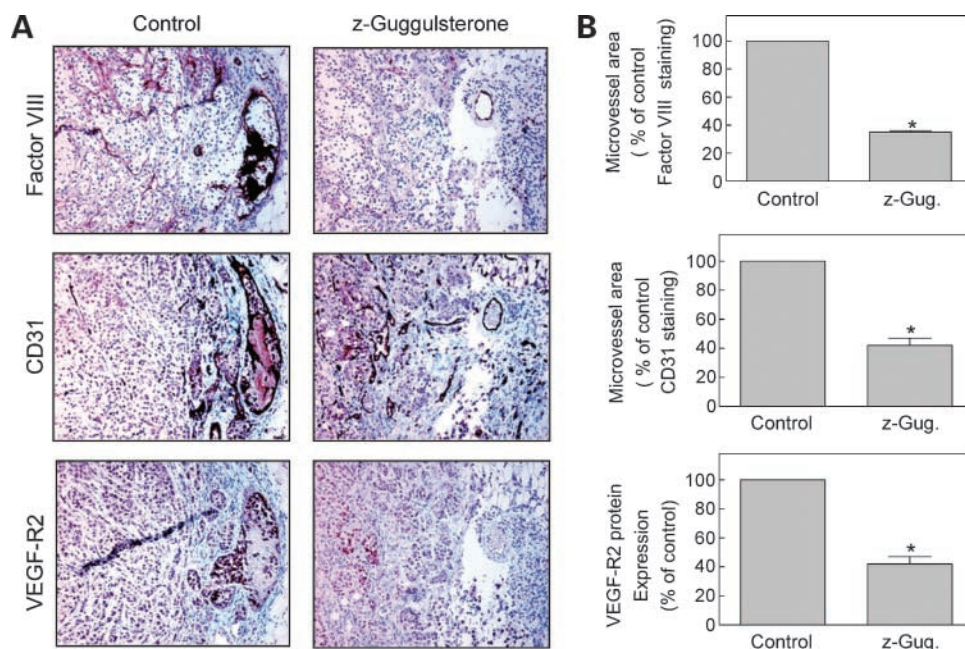 A
Control
z-Guggulsterone
Factor VIII
CD31
VEGF-R2
B
Microvessel area
( % of control
Factor VIII staining)
100
80
60
40
20
0
*
Control
z-Gug.
Microvessel area
( % of control
CD31 staining)
100
80
60
40
20
0
*
Control
z-Gug.
VEGF-R2 protein
Expression
(% of control)
100
80
60
40
20
0
*
Control
z-Gug.